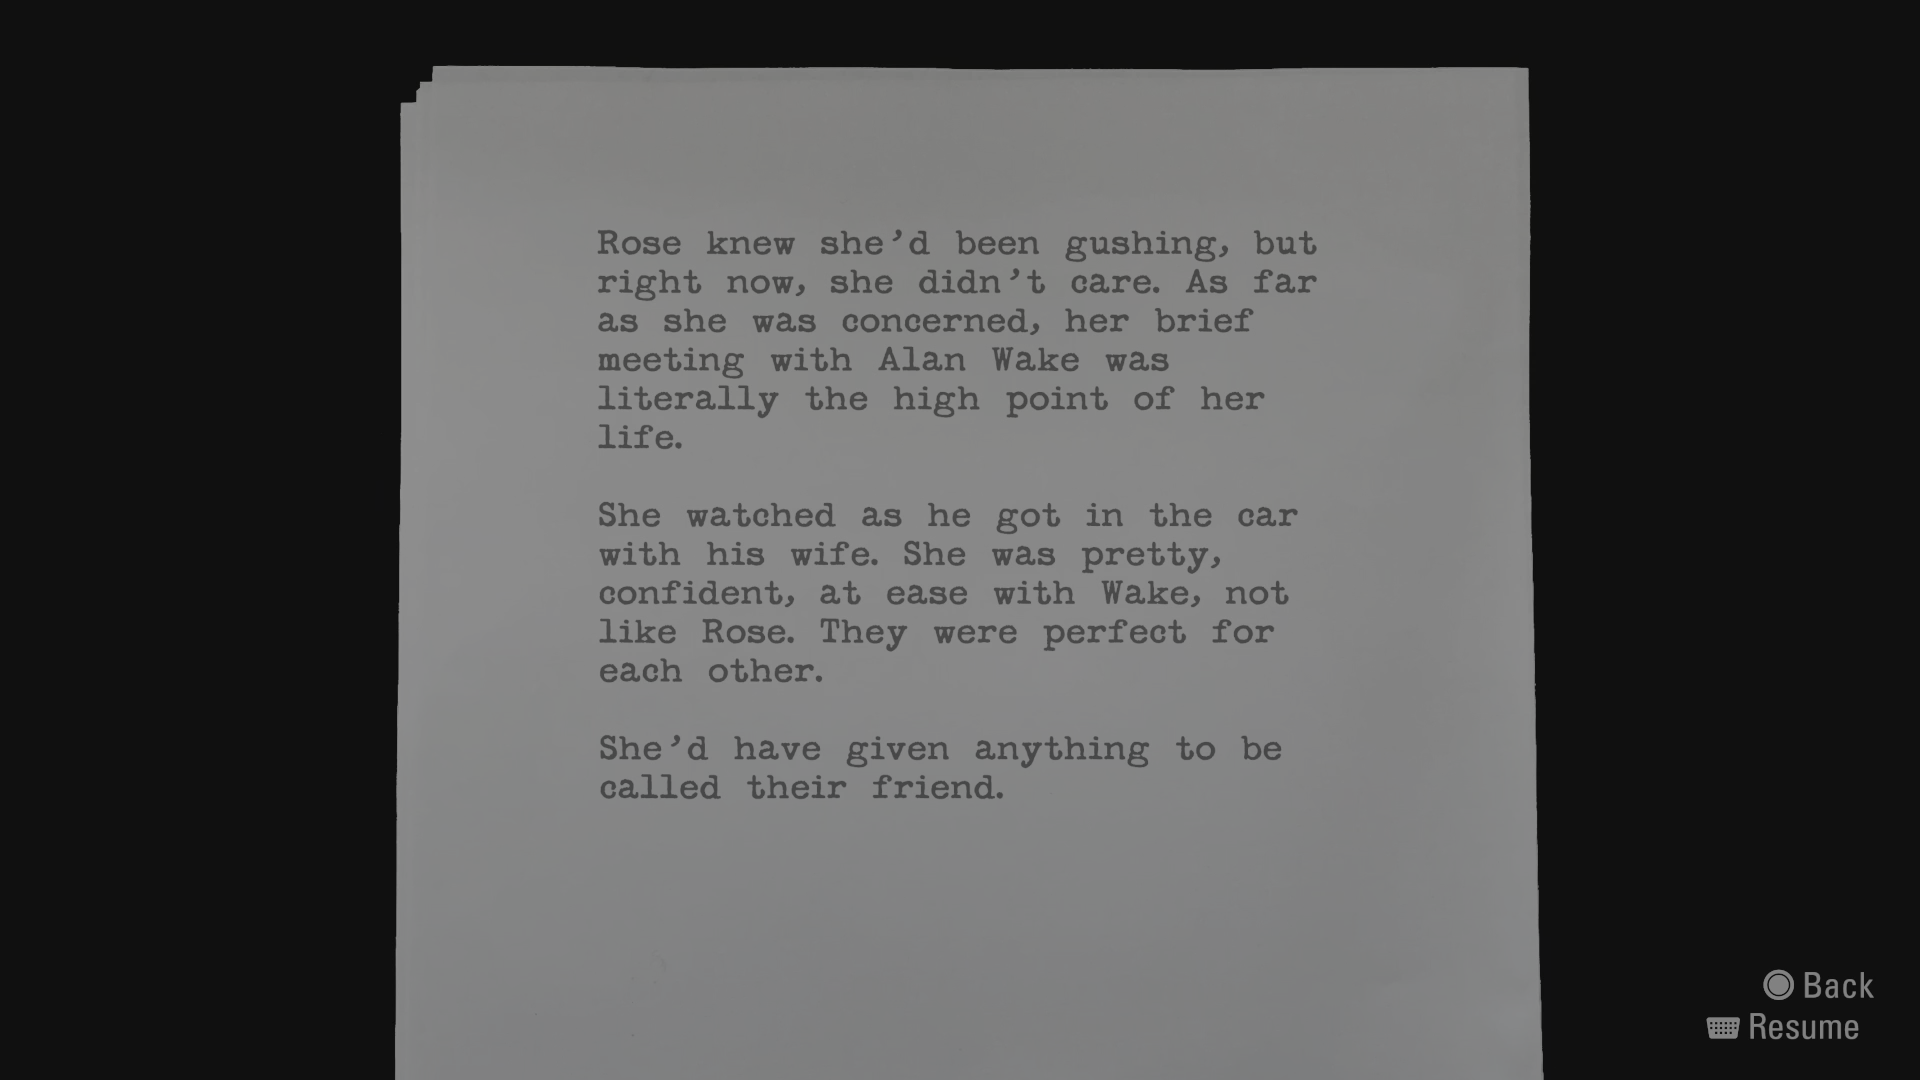 Rose knew she’d been gushing, but
right now, she didn’t care. As far
as she was concerned, her brief
meeting with Alan Wake was
literally the high point of her
life.
She watched as he got in the car
with his wife. She was pretty,
confident, at ease with Wake, not
like Rose. They were perfect for
each other.
She’d have given anything to be
called their friend.
Back
Resume